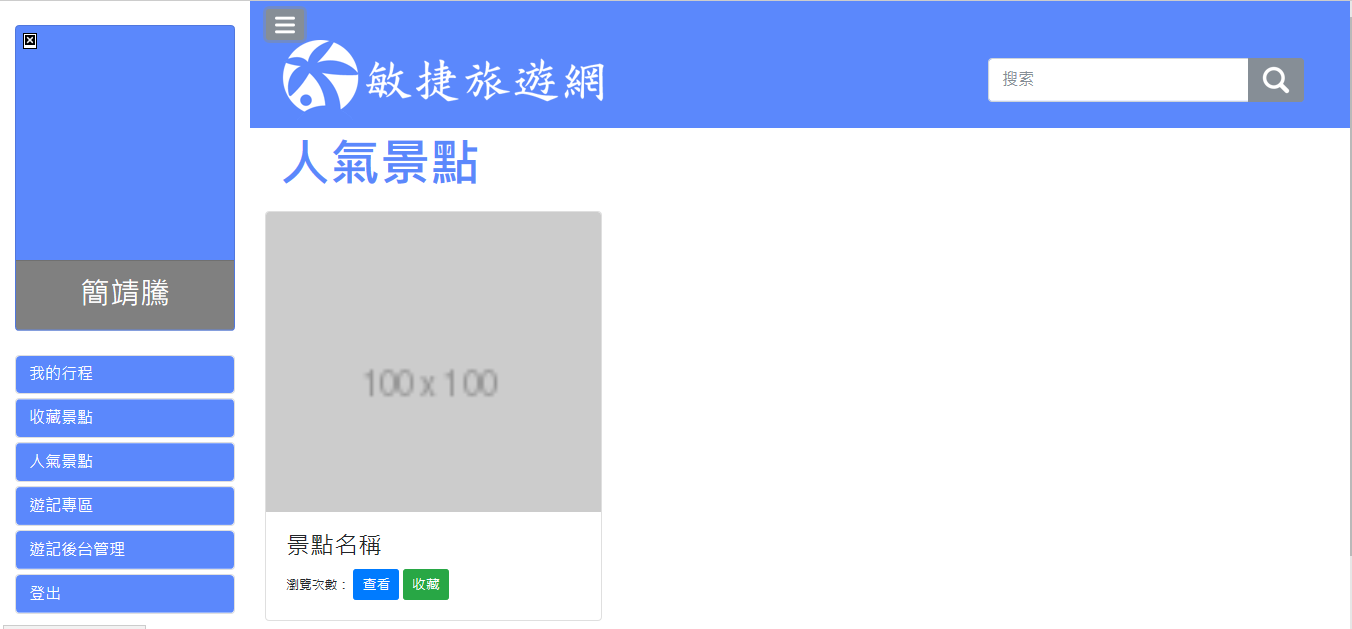 敏捷旅遊網
搜索
人氣景點
簡靖騰
我的行程
收藏景點
人氣景點
遊記專區
遊記後台管理
登出
100 x 100
景點名稱
瀏覽次數： 查看 收藏